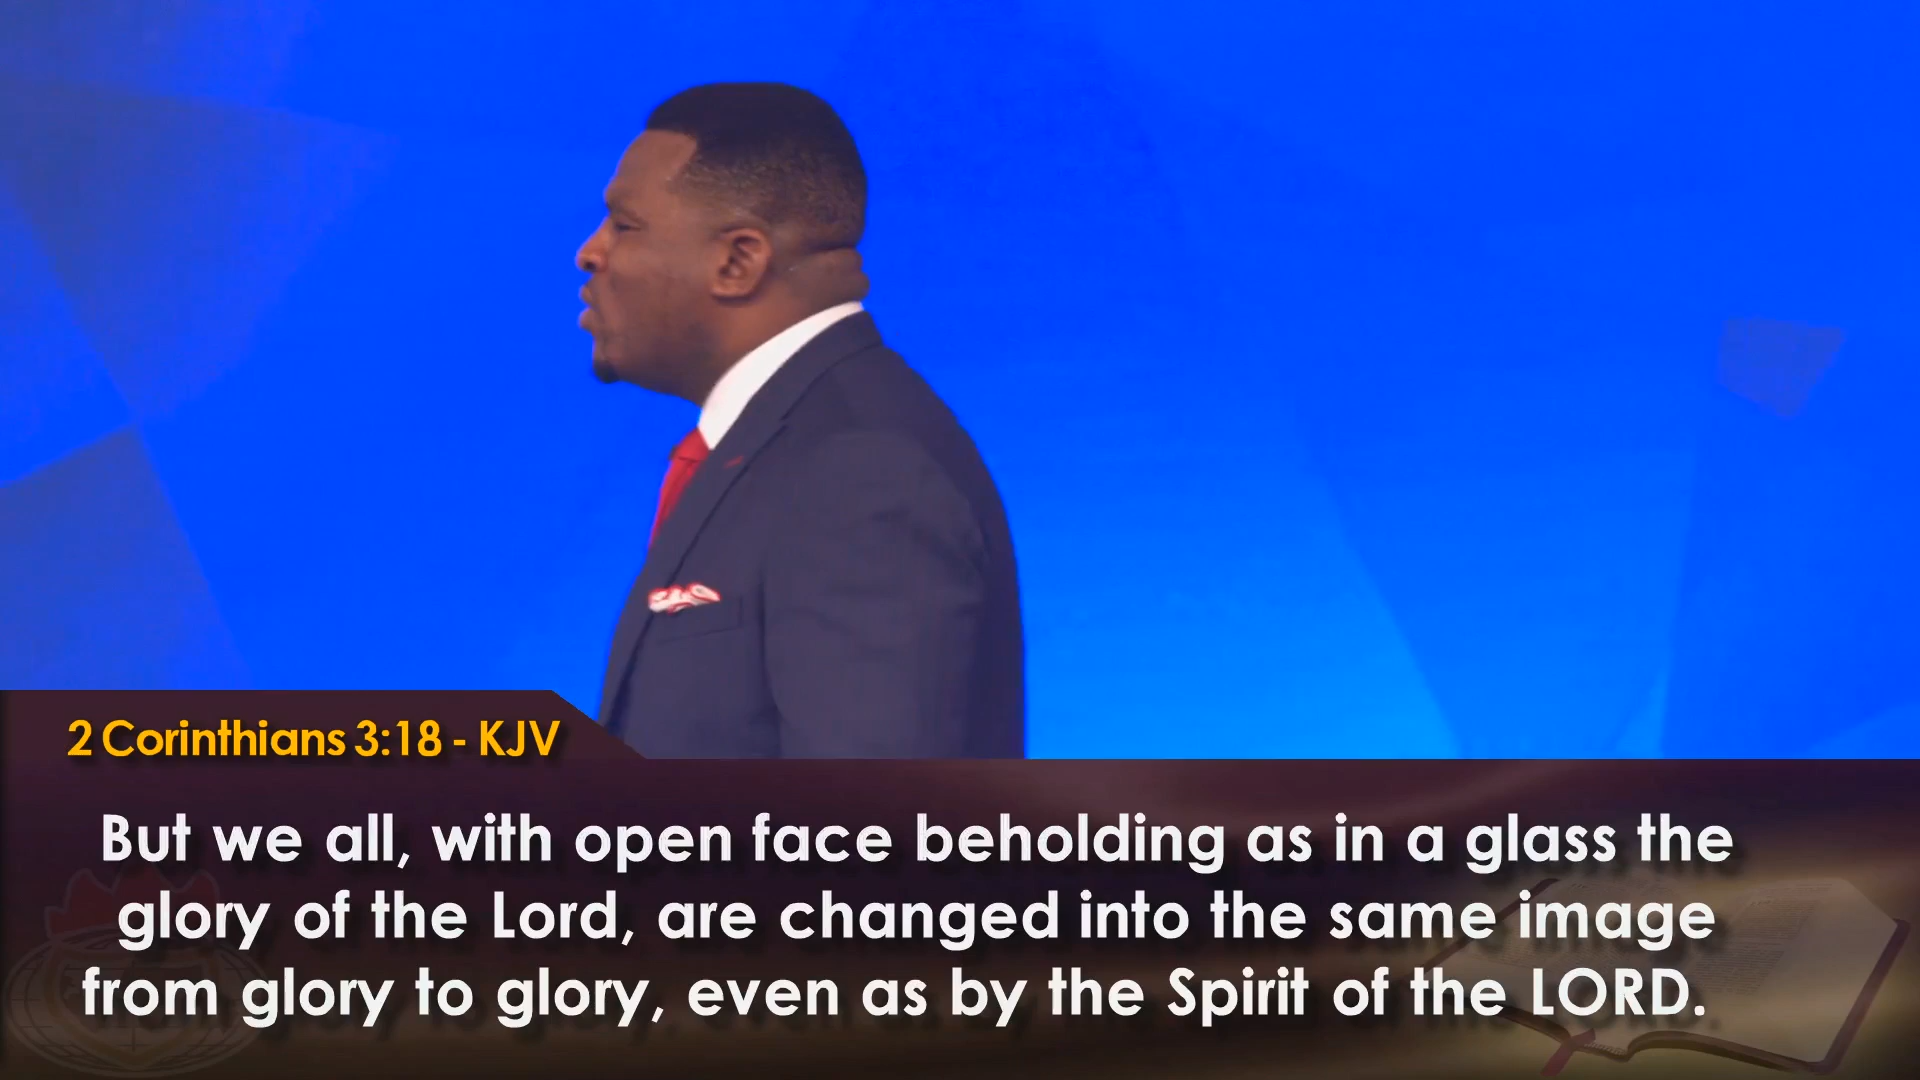 2 Corinthians 3:18 - KJV
But we all, with open face beholding as in a glass the
glory of the Lord, are changed into the same image
from glory to glory, even as by the Spirit of the LORD.